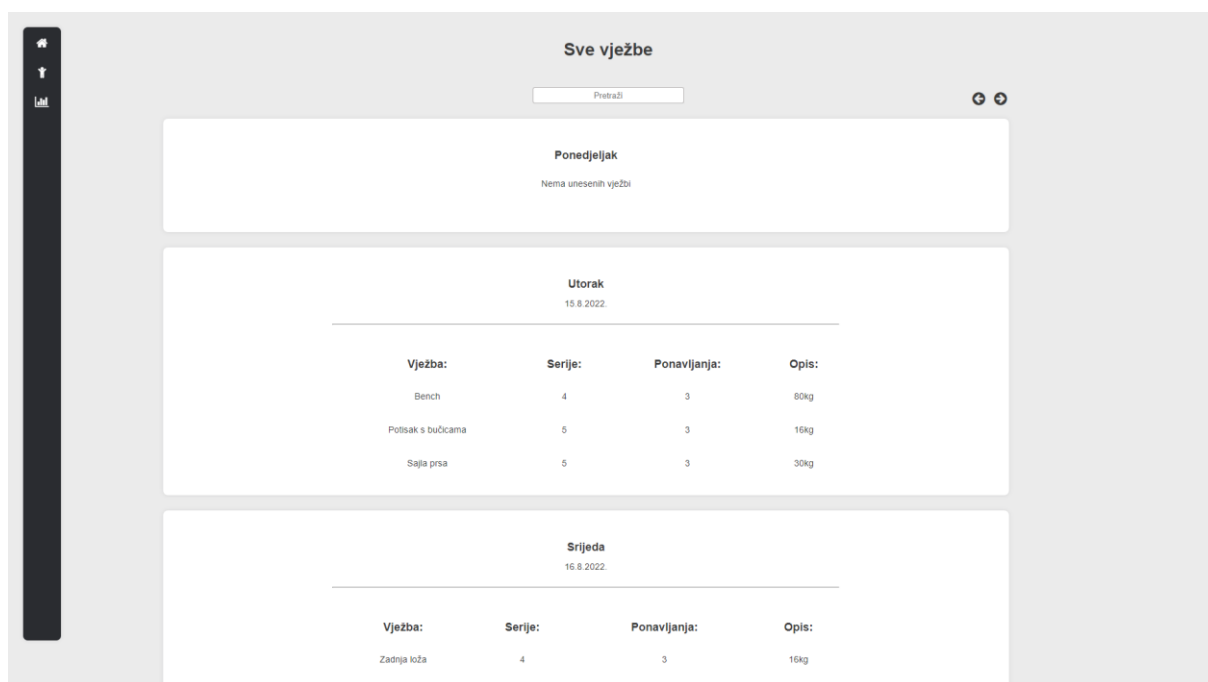 Sve vježbe
Pretraži
Ponedjeljak
Nema unesenih vježbi
Utorak
15.8.2022.
Vježba: Serije: Ponavljanja: Opis:
Bench 4 3 80kg
Potisak s bučicama 5 3 16kg
Sajla prsa 5 3 30kg
Srijeda
16.8.2022.
Vježba: Serije: Ponavljanja: Opis:
Zadnja loža 4 3 16kg